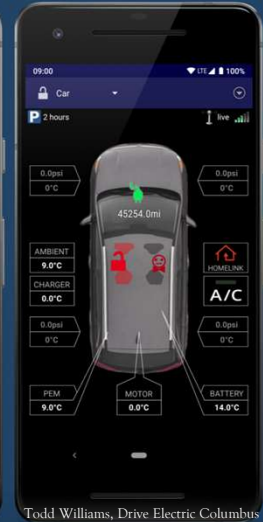 09:00
LTE 100%
Car
P 2 hours
live
0.0psi
0°C
0.0psi
0°C
45254.0mi
AMBIENT
9.0°C
HOMELINK
CHARGER
0.0°C
A/C
0.0psi
0°C
0.0psi
0°C
PEM
9.0°C
MOTOR
0.0°C
BATTERY
14.0°C
Todd Williams, Drive Electric Columbus